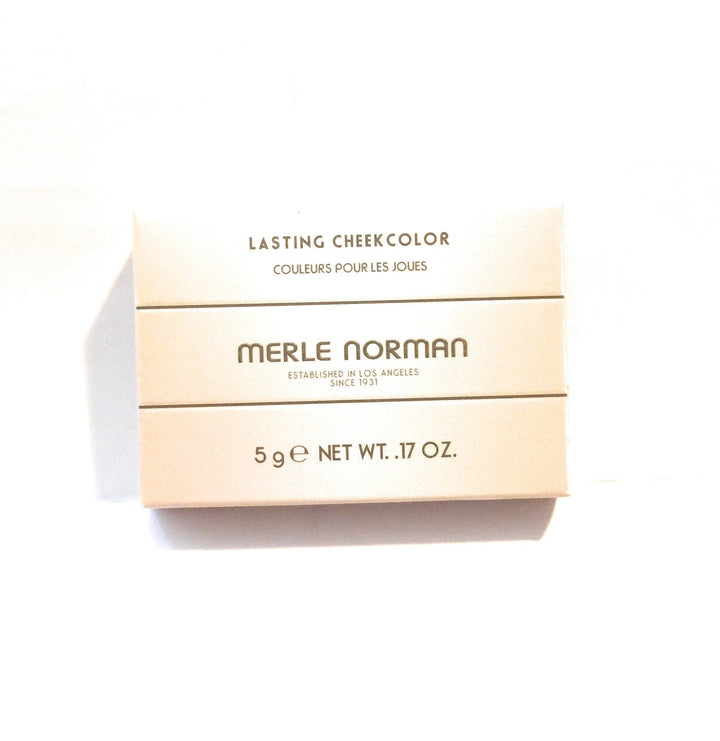 LASTING CHEEKCOLOR
COULEURS POUR LES JOUES
MERLE NORMAN
ESTABLISHED IN LOS ANGELES
SINCE 1931
5 g ℮ NET WT. .17 OZ.